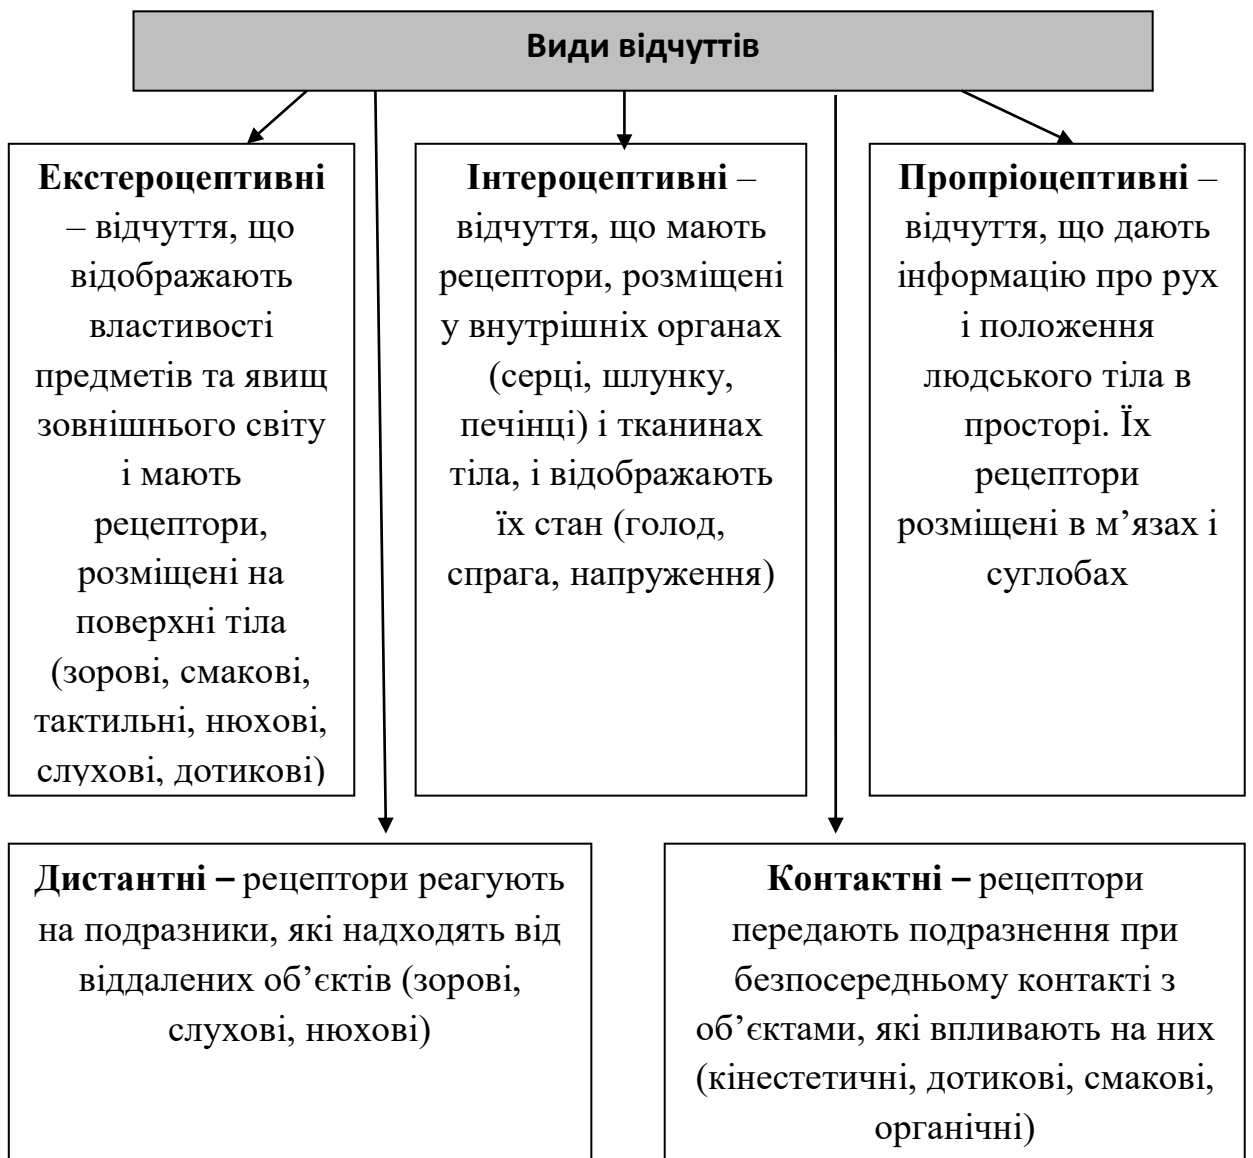 Види відчуттів
Екстероцептивні
– відчуття, що
відображають
властивості
предметів та явищ
зовнішнього світу
і мають
рецептори,
розміщені на
поверхні тіла
(зорові, смакові,
тактильні, нюхові,
слухові, дотикові)
Інтероцептивні –
відчуття, що мають
рецептори, розміщені
у внутрішніх органах
(серці, шлунку,
печінці) і тканинах
тіла, і відображають
їх стан (голод,
спрага, напруження)
Пропріоцептивні –
відчуття, що дають
інформацію про рух
і положення
людського тіла в
просторі. Їх
рецептори
розміщені в м’язах і
суглобах
Дистантні – рецептори реагують
на подразники, які надходять від
віддалених об’єктів (зорові,
слухові, нюхові)
Контактні – рецептори
передають подразнення при
безпосередньому контакті з
об’єктами, які впливають на них
(кінестетичні, дотикові, смакові,
органічні)